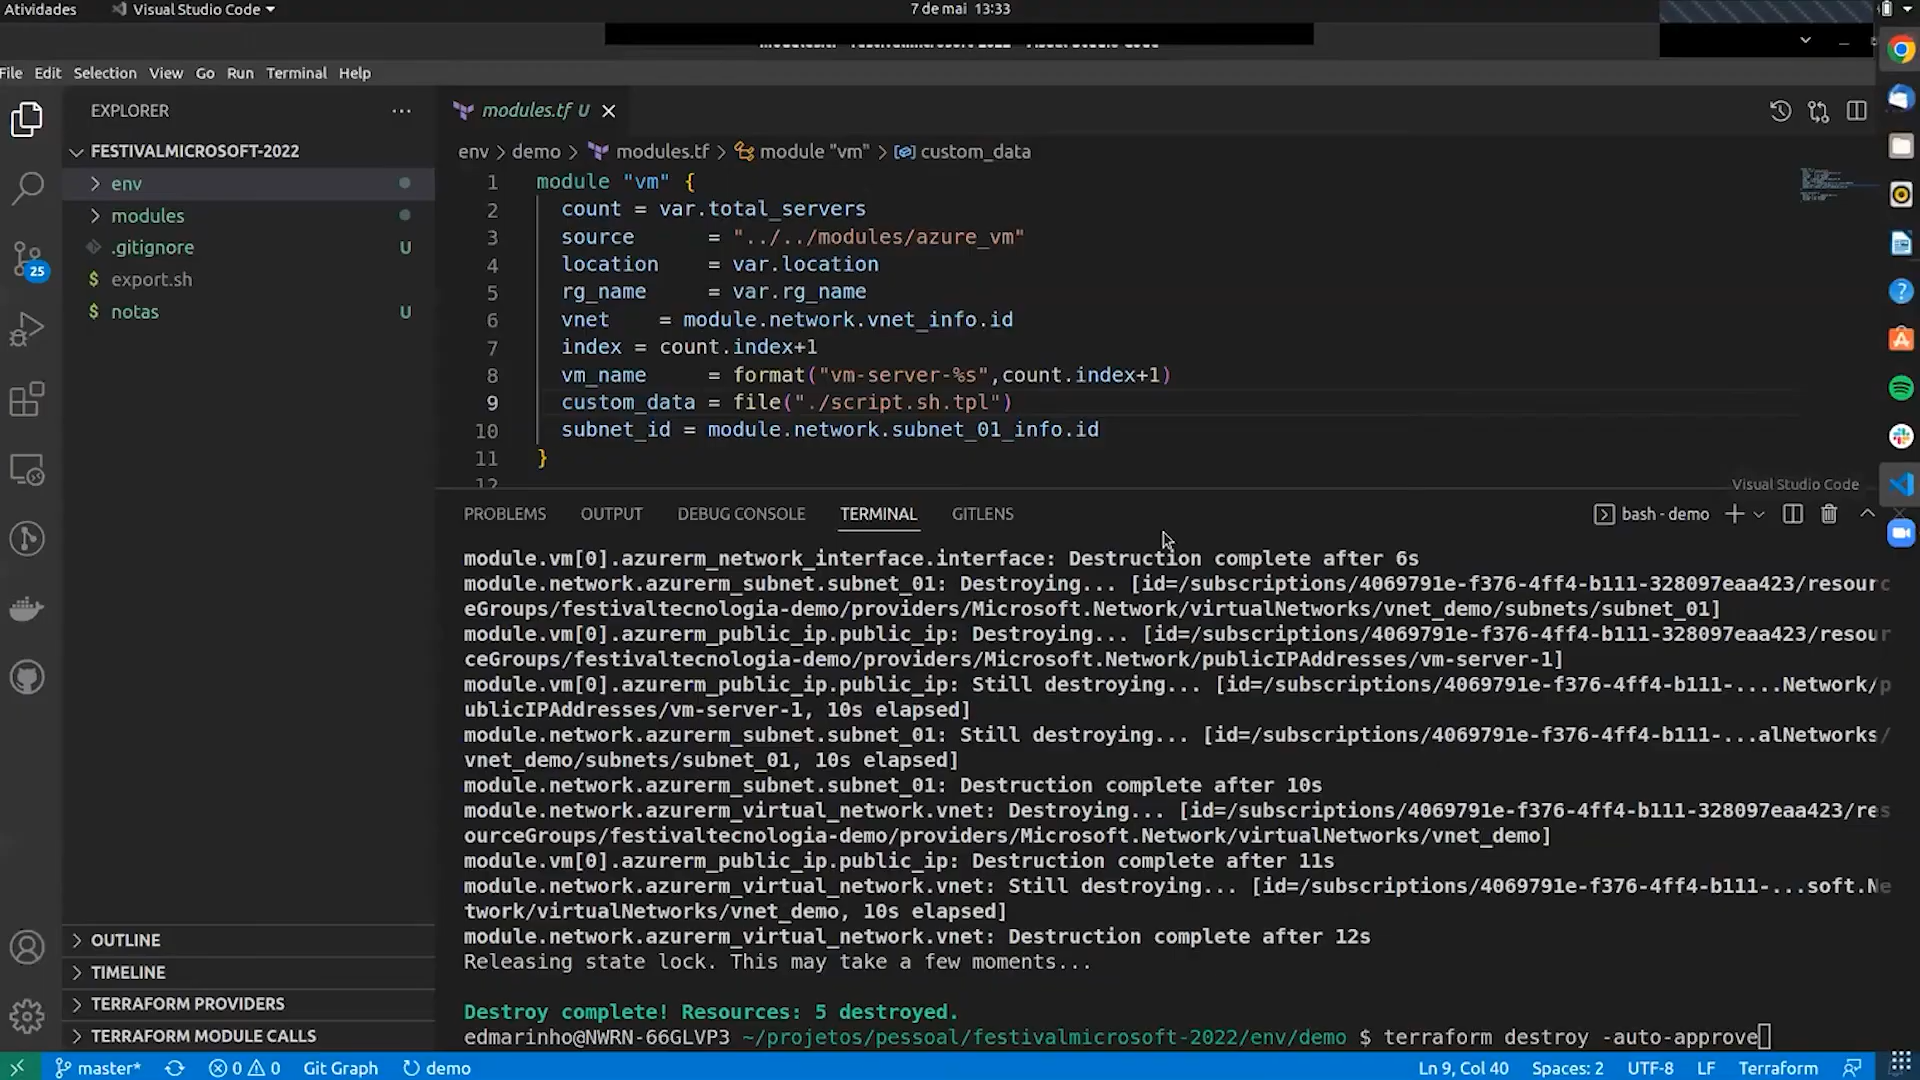 Atividades
Visual Studio Code
7 de mai 13:33
File Edit Selection View Go Run Terminal Help
EXPLORER
FESTIVALMICROSOFT-2022
env
modules
.gitignore U
export.sh
notas U
25
OUTLINE
TIMELINE
TERRAFORM PROVIDERS
TERRAFORM MODULE CALLS
modules.tf U
env > demo > modules.tf > module "vm" > custom_data
1 module "vm" {
2 count = var.total_servers
3 source = "../../modules/azure_vm"
4 location = var.location
5 rg_name = var.rg_name
6 vnet = module.network.vnet_info.id
7 index = count.index+1
8 vm_name = format("vm-server-%s",count.index+1)
9 custom_data = file("./script.sh.tpl")
10 subnet_id = module.network.subnet_01_info.id
11 }
12
Visual Studio Code
PROBLEMS OUTPUT DEBUG CONSOLE TERMINAL GITLENS
bash - demo
module.vm[0].azurerm_network_interface.interface: Destruction complete after 6s
module.network.azurerm_subnet.subnet_01: Destroying... [id=/subscriptions/4069791e-f376-4ff4-b111-328097eaa423/resourc
eGroups/festivaltecnologia-demo/providers/Microsoft.Network/virtualNetworks/vnet_demo/subnets/subnet_01]
module.vm[0].azurerm_public_ip.public_ip: Destroying... [id=/subscriptions/4069791e-f376-4ff4-b111-328097eaa423/resour
ceGroups/festivaltecnologia-demo/providers/Microsoft.Network/publicIPAddresses/vm-server-1]
module.vm[0].azurerm_public_ip.public_ip: Still destroying... [id=/subscriptions/4069791e-f376-4ff4-b111-....Network/p
ublicIPAddresses/vm-server-1, 10s elapsed]
module.network.azurerm_subnet.subnet_01: Still destroying... [id=/subscriptions/4069791e-f376-4ff4-b111-...alNetworks/
vnet_demo/subnets/subnet_01, 10s elapsed]
module.network.azurerm_subnet.subnet_01: Destruction complete after 10s
module.network.azurerm_virtual_network.vnet: Destroying... [id=/subscriptions/4069791e-f376-4ff4-b111-328097eaa423/res
ourceGroups/festivaltecnologia-demo/providers/Microsoft.Network/virtualNetworks/vnet_demo]
module.vm[0].azurerm_public_ip.public_ip: Destruction complete after 11s
module.network.azurerm_virtual_network.vnet: Still destroying... [id=/subscriptions/4069791e-f376-4ff4-b111-...soft.Ne
twork/virtualNetworks/vnet_demo, 10s elapsed]
module.network.azurerm_virtual_network.vnet: Destruction complete after 12s
Releasing state lock. This may take a few moments...
Destroy complete! Resources: 5 destroyed.
edmarinho@NWRN-66GLVP3 ~/projetos/pessoal/festivalmicrosoft-2022/env/demo $ terraform destroy -auto-approve
master* 0 0 Git Graph demo Ln 9, Col 40 Spaces: 2 UTF-8 LF Terraform